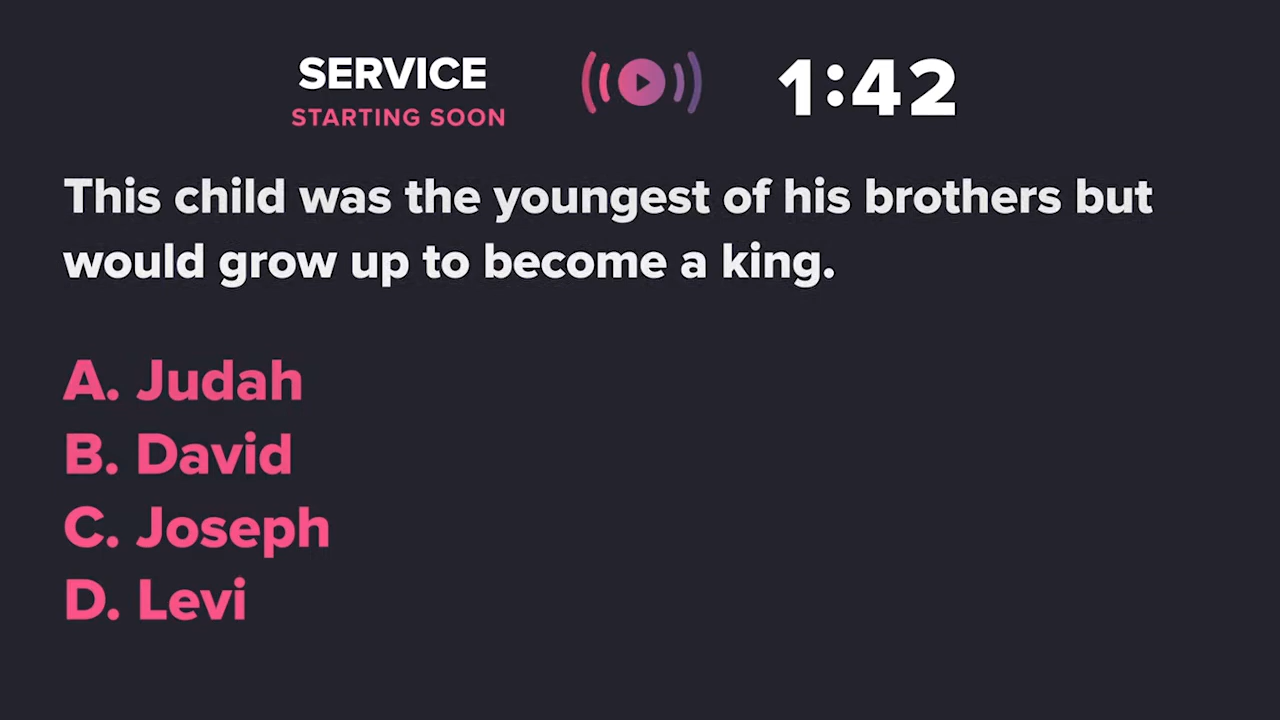 SERVICE
STARTING SOON
1:42
This child was the youngest of his brothers but
would grow up to become a king.
A. Judah
B. David
C. Joseph
D. Levi